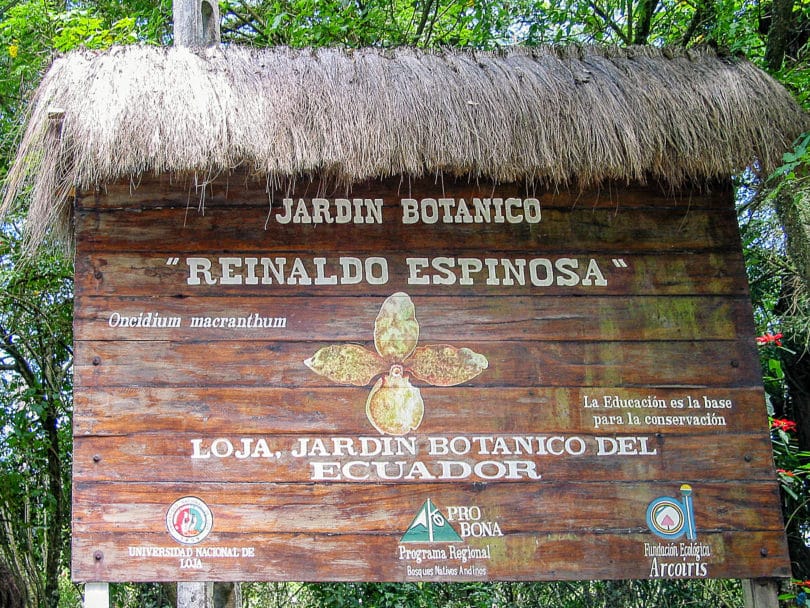 JARDIN BOTANICO
"REINALDO ESPINOSA"
Oncidium macranthum
La Educación es la base
para la conservación
LOJA, JARDIN BOTANICO DEL
ECUADOR
UNIVERSIDAD NACIONAL DE
LOJA
PRO
BONA
Programa Regional
Bosques Nativos Andinos
Fundación Ecológica
Arcoiris